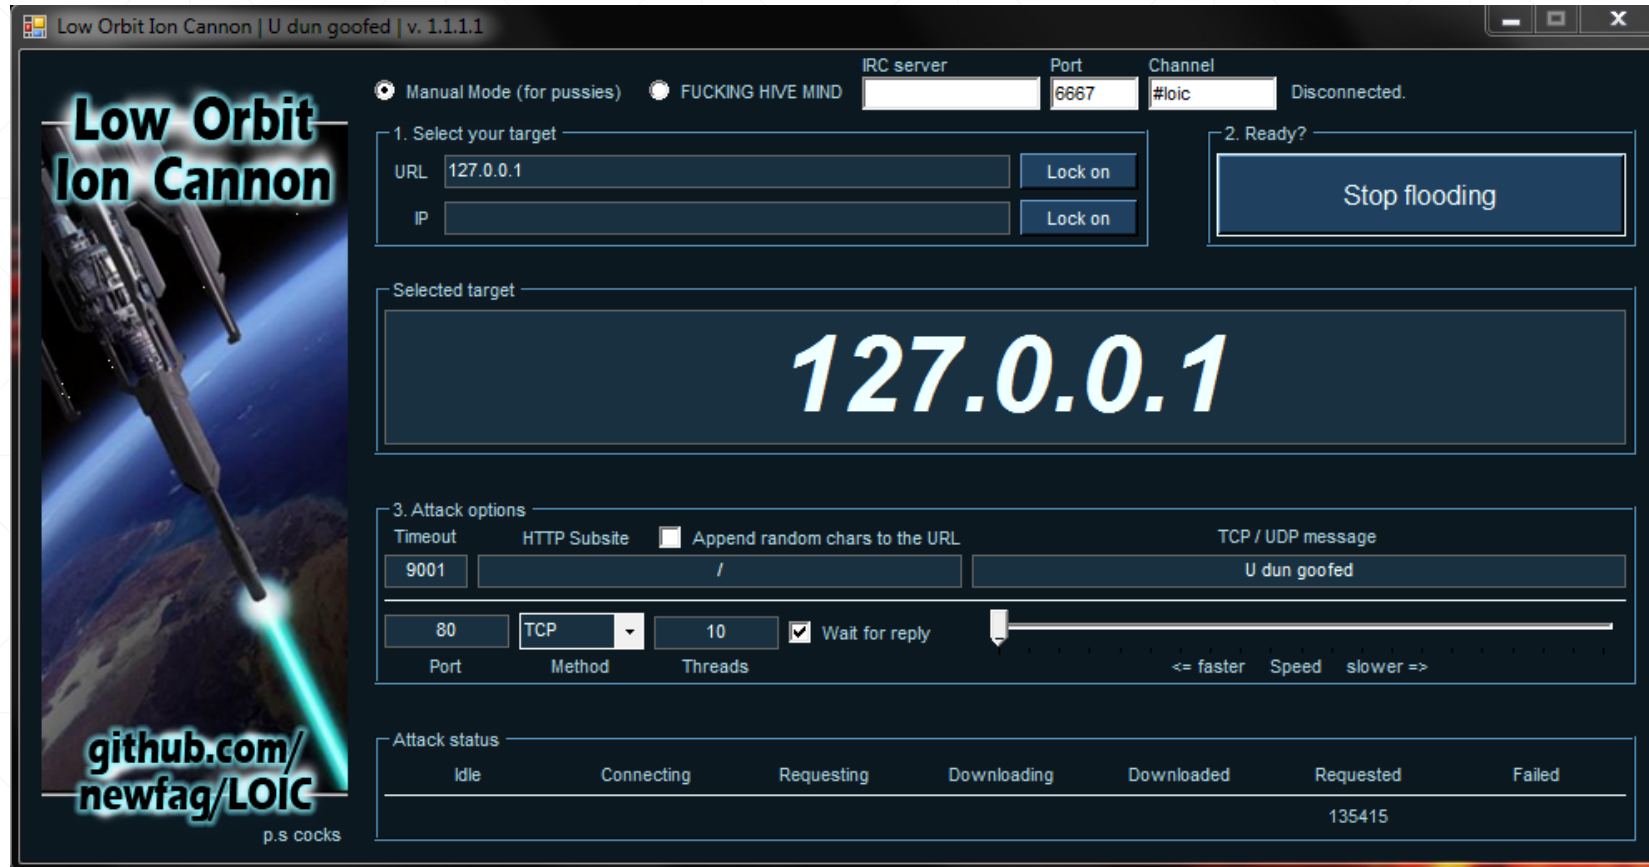 Low Orbit Ion Cannon | U dun goofed | v. 1.1.1.1
Low Orbit
Ion Cannon
github.com/
newfag/LOIC
p.s cocks
IRC server Port Channel
Manual Mode (for pussies) FUCKING HIVE MIND 6667 #loic Disconnected.
1. Select your target
URL 127.0.0.1 Lock on
IP Lock on
2. Ready?
Stop flooding
Selected target
127.0.0.1
3. Attack options
Timeout HTTP Subsite Append random chars to the URL TCP / UDP message
9001 / U dun goofed
80 TCP 10 Wait for reply
Port Method Threads <= faster Speed slower =>
Attack status
Idle Connecting Requesting Downloading Downloaded Requested Failed
135415